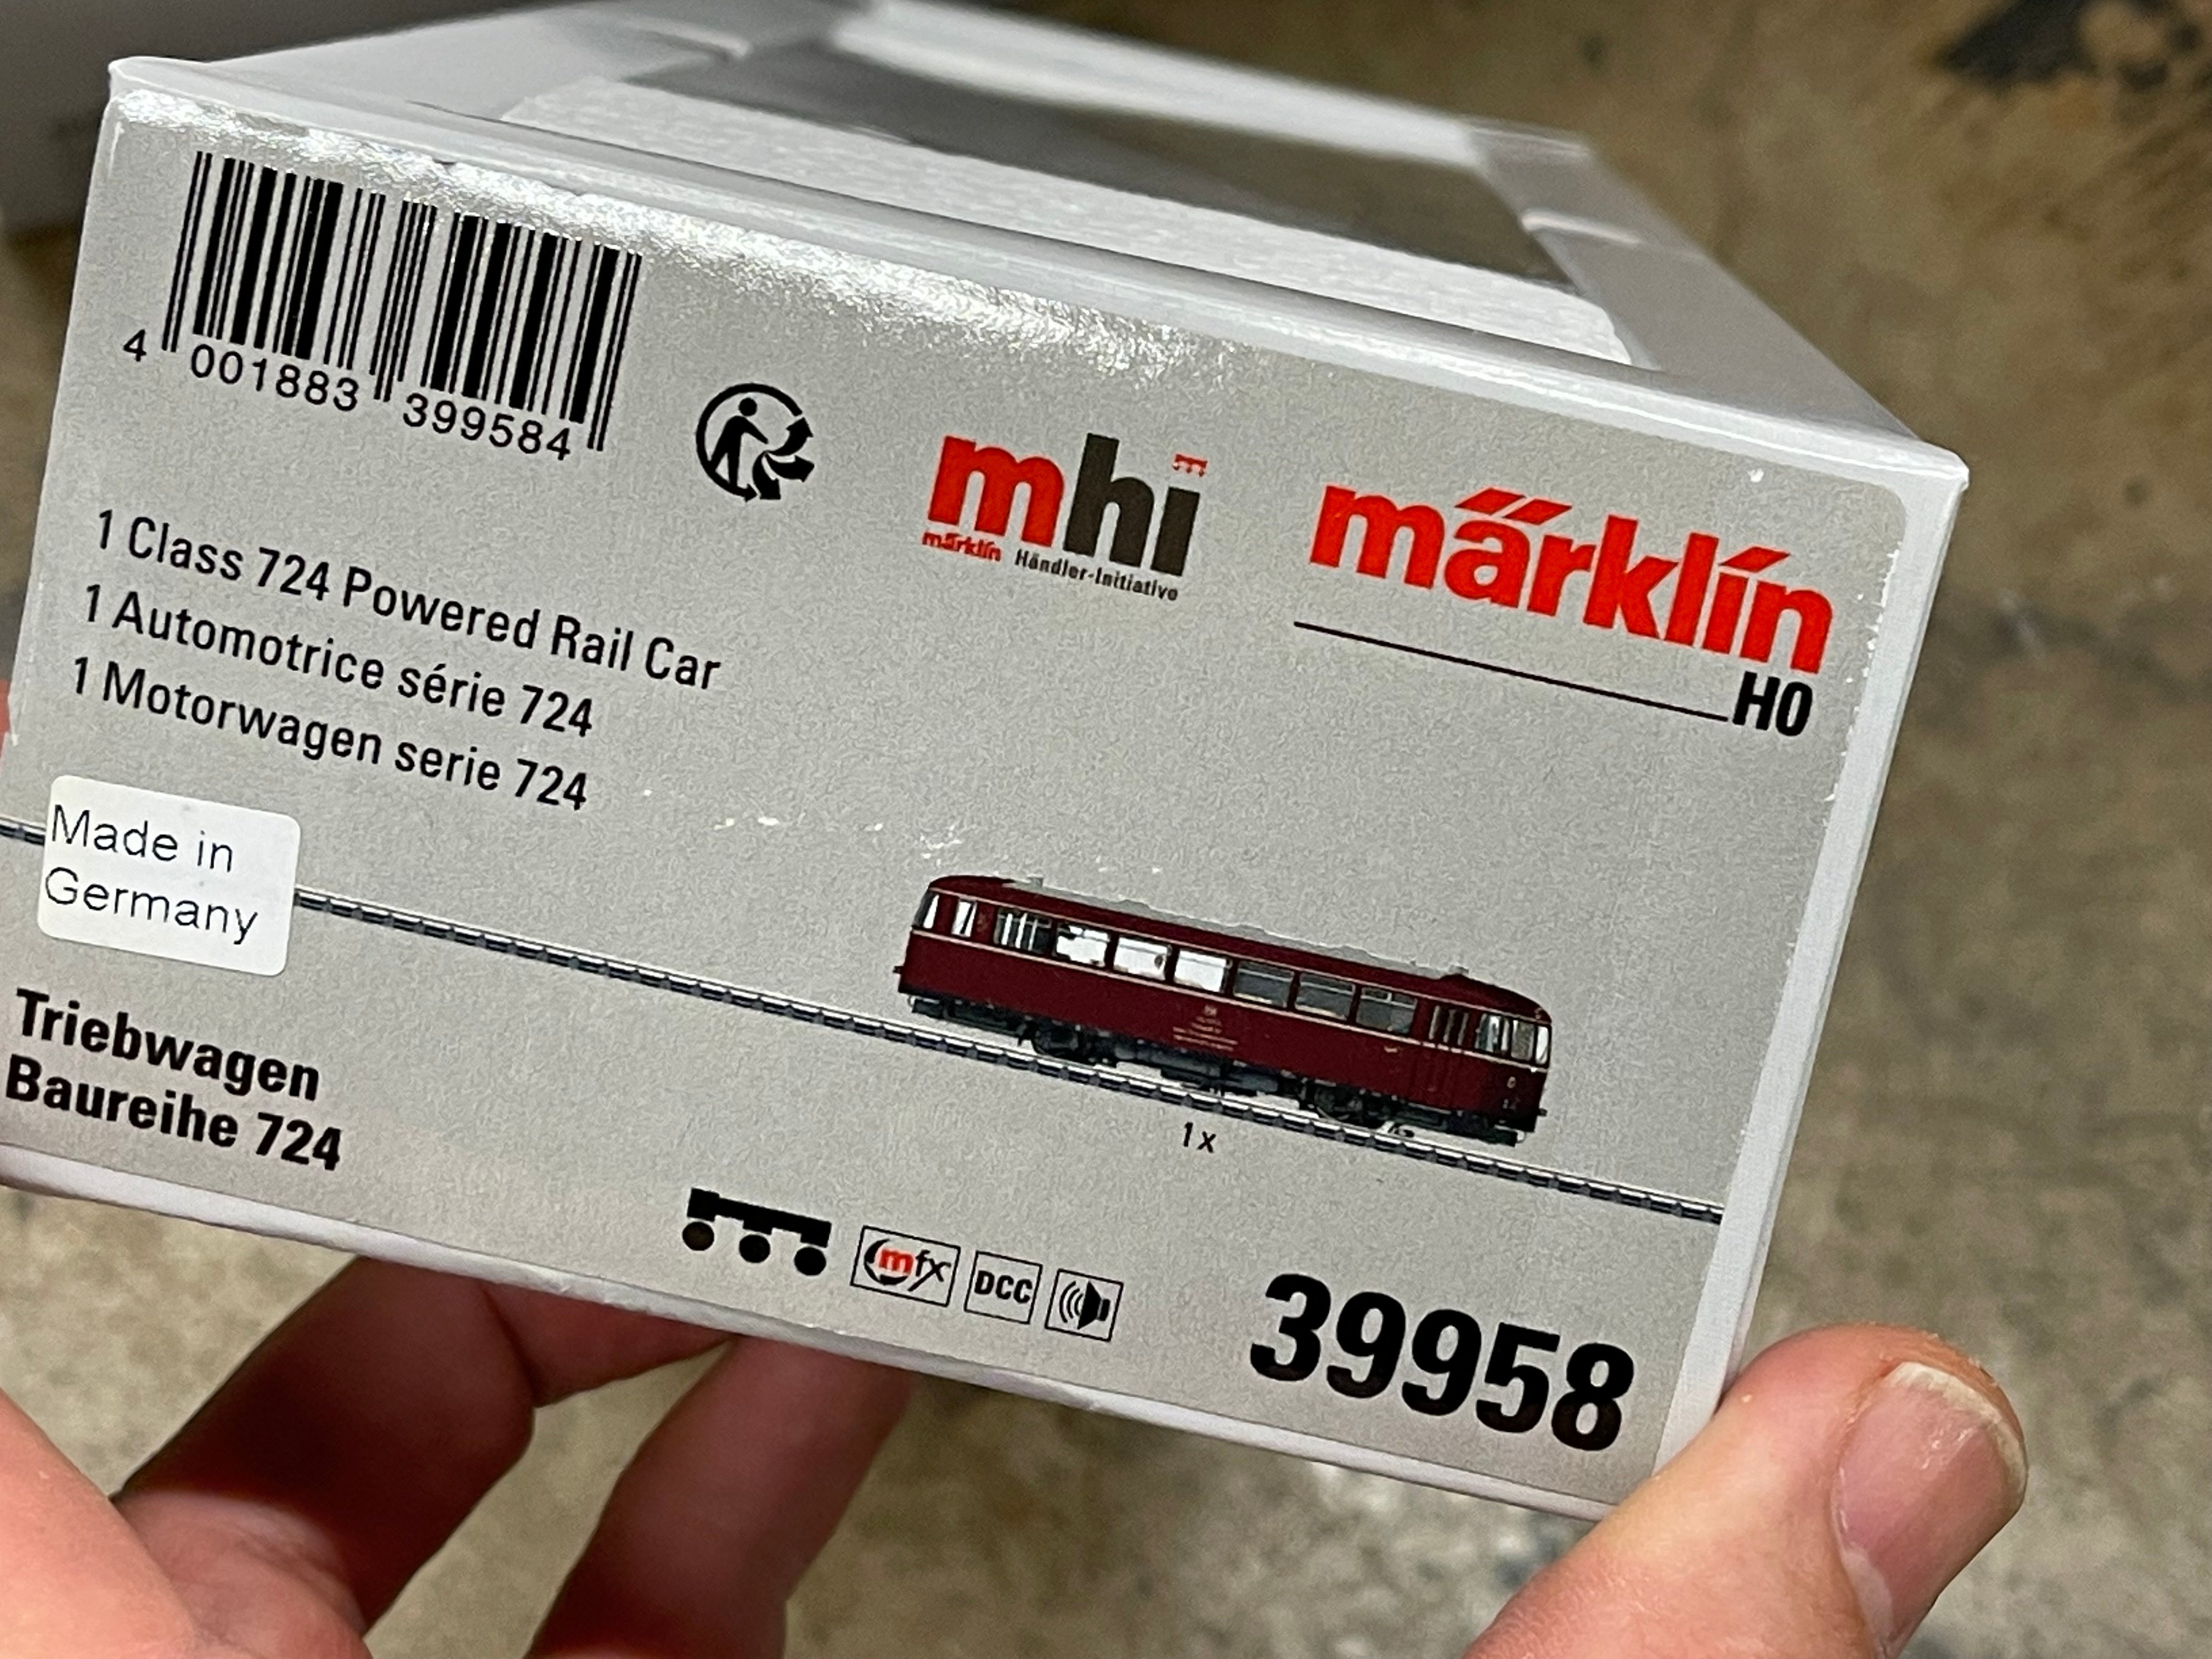 4 001883 399584
mhi
märklin Händler-Initiative
märklin
H0
1 Class 724 Powered Rail Car
1 Automotrice série 724
1 Motorwagen serie 724
Made in
Germany
1 x
Triebwagen
Baureihe 724
mfx
DCC
39958